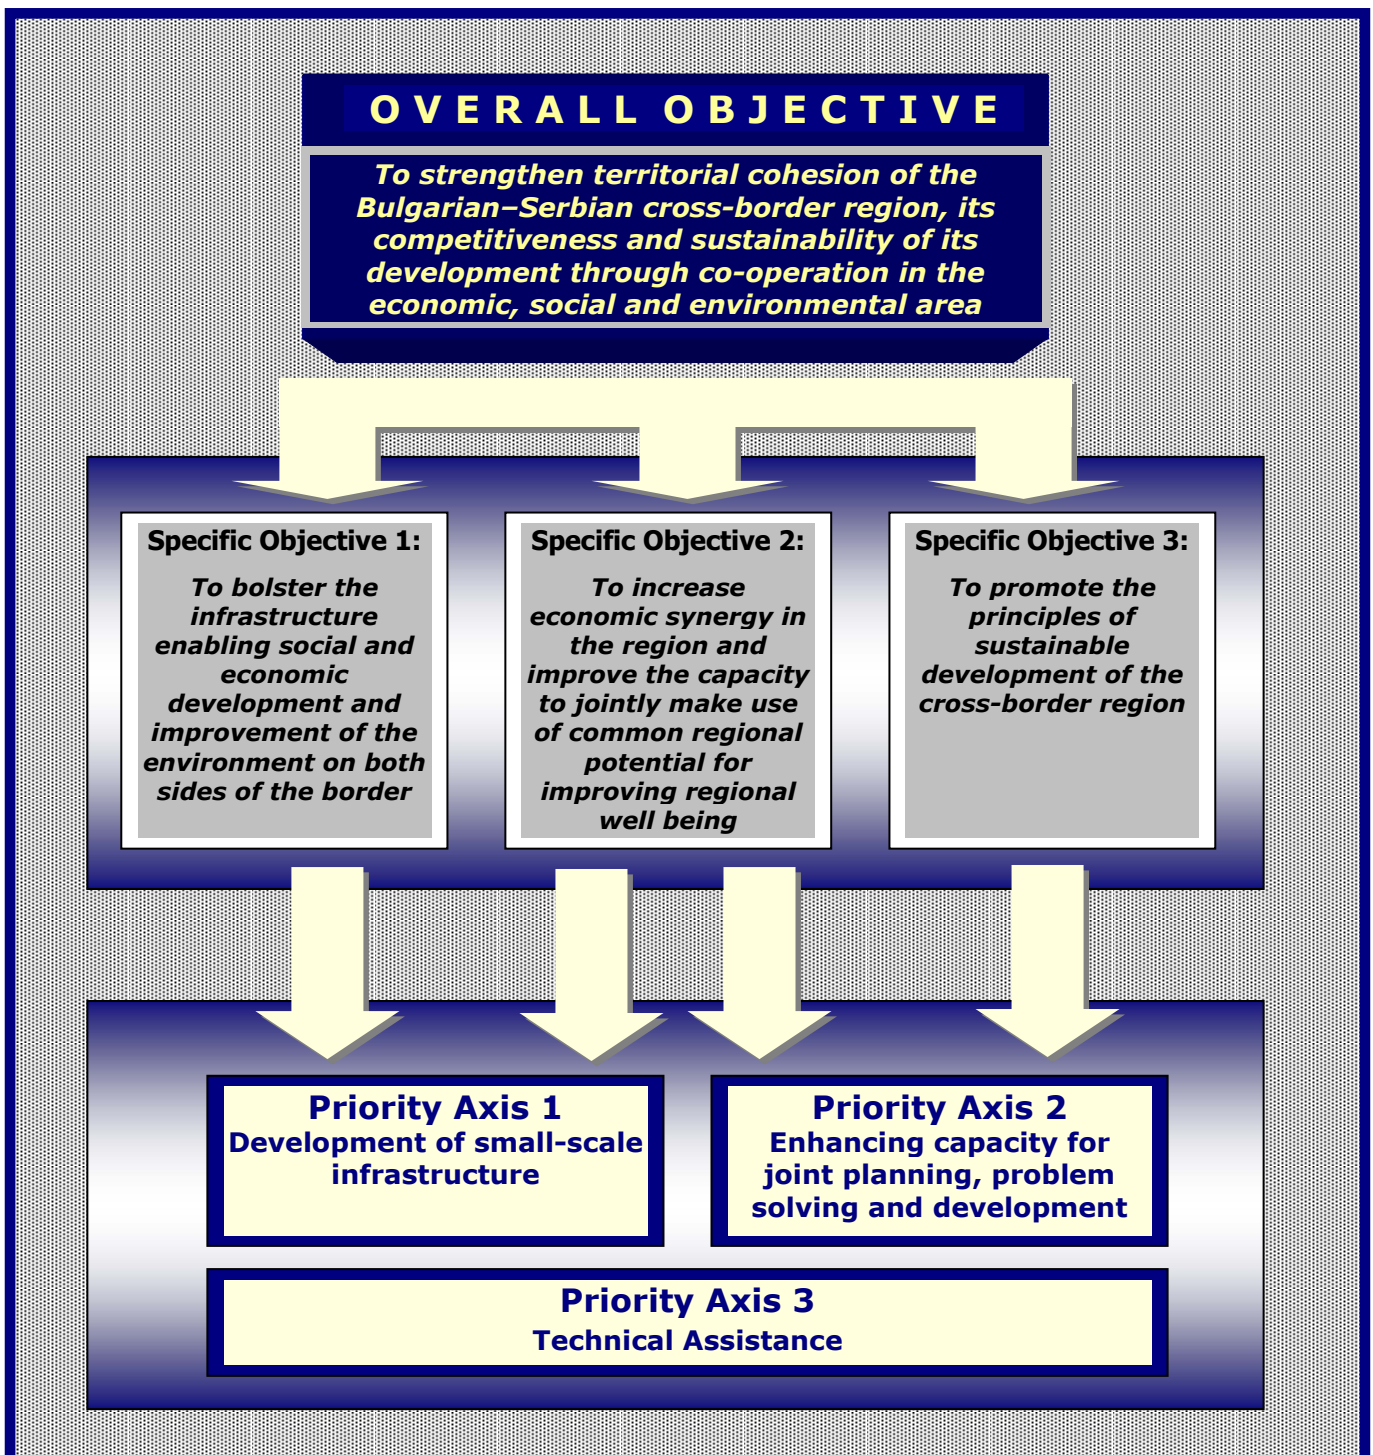 OVERALL OBJECTIVE
To strengthen territorial cohesion of the
Bulgarian–Serbian cross-border region, its
competitiveness and sustainability of its
development through co-operation in the
economic, social and environmental area
Specific Objective 1:
To bolster the
infrastructure
enabling social and
economic
development and
improvement of the
environment on both
sides of the border
Specific Objective 2:
To increase
economic synergy in
the region and
improve the capacity
to jointly make use
of common regional
potential for
improving regional
well being
Specific Objective 3:
To promote the
principles of
sustainable
development of the
cross-border region
Priority Axis 1
Development of small-scale
infrastructure
Priority Axis 2
Enhancing capacity for
joint planning, problem
solving and development
Priority Axis 3
Technical Assistance